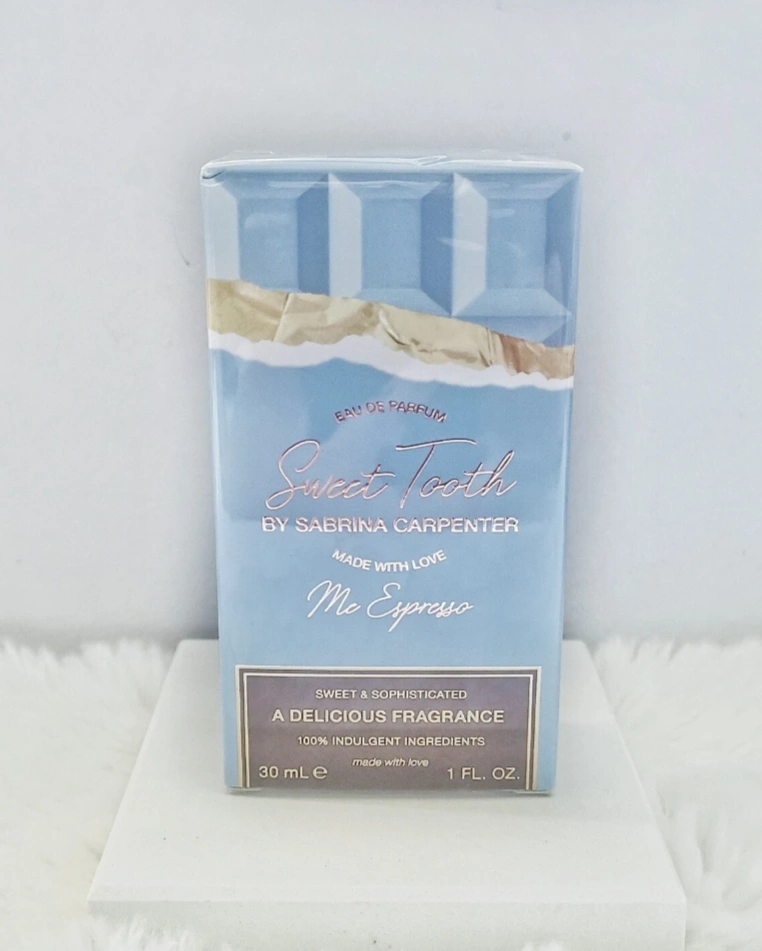 EAU DE PARFUM
Sweet Tooth
BY SABRINA CARPENTER
MADE WITH LOVE
Me Espresso
SWEET & SOPHISTICATED
A DELICIOUS FRAGRANCE
100% INDULGENT INGREDIENTS
made with love
30 mL ℮ 1 FL. OZ.